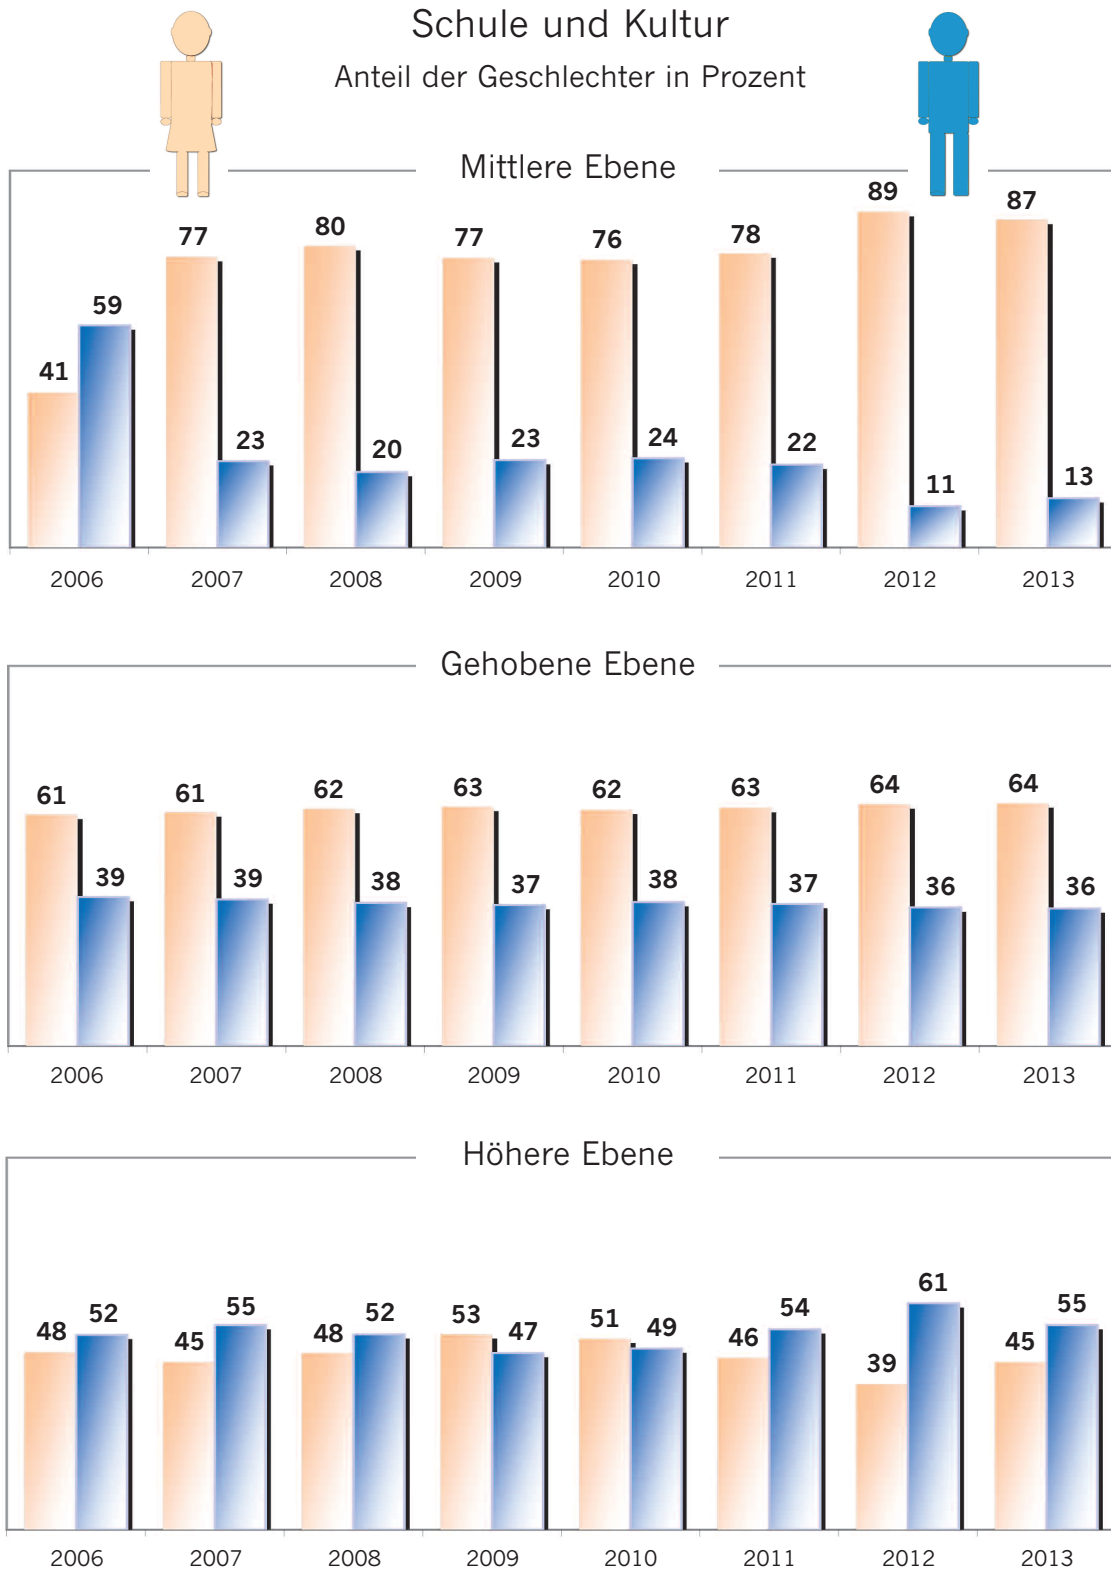 Schule und Kultur
Anteil der Geschlechter in Prozent
Mittlere Ebene
41 59 77 23 80 20 77 23 76 24 78 22 89 11 87 13
2006 2007 2008 2009 2010 2011 2012 2013
Gehobene Ebene
61 39 61 39 62 38 63 37 62 38 63 37 64 36 64 36
2006 2007 2008 2009 2010 2011 2012 2013
Höhere Ebene
48 52 45 55 48 52 53 47 51 49 46 54 39 61 45 55
2006 2007 2008 2009 2010 2011 2012 2013